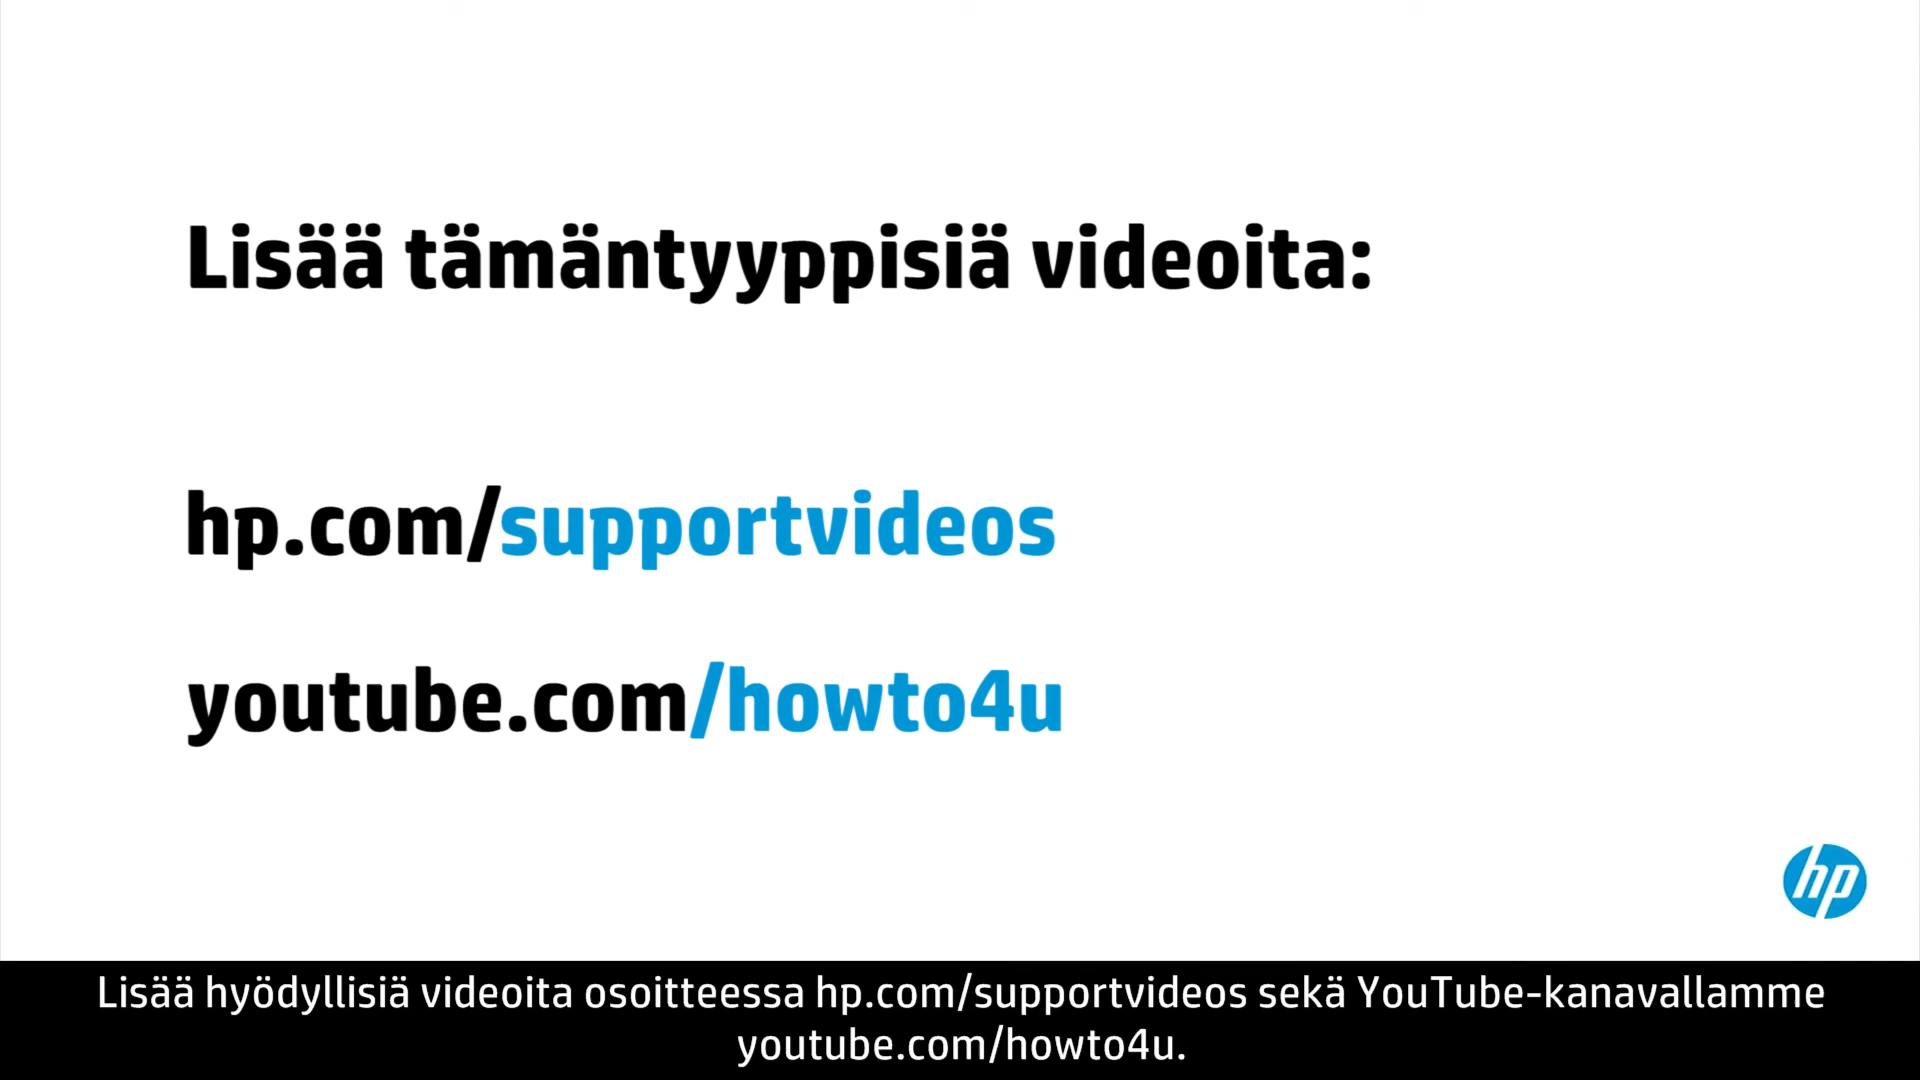 Lisää tämäntyyppisiä videoita:
hp.com/supportvideos
youtube.com/howto4u
hp
Lisää hyödyllisiä videoita osoitteessa hp.com/supportvideos sekä YouTube-kanavallamme
youtube.com/howto4u.